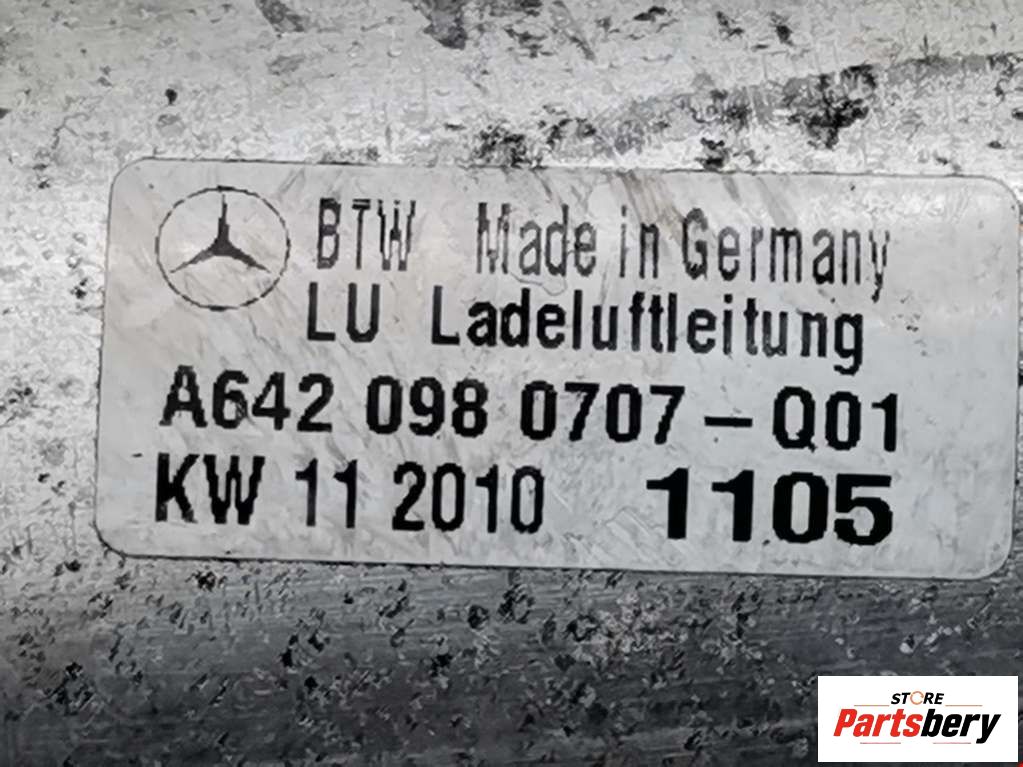 BTW Made in Germany
LU Ladeluftleitung
A642 098 0707-Q01
KW 11 2010 1105
STORE
Partsbery